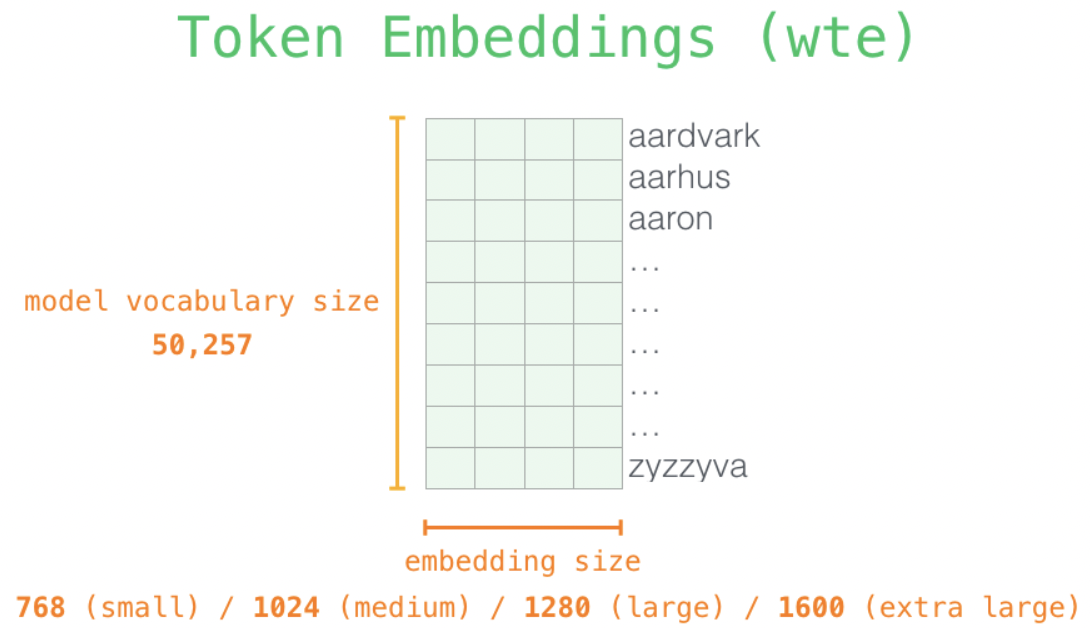 Token Embeddings (wte)
aardvark
aarhus
aaron
...
...
...
...
...
zyzzyva
model vocabulary size
50,257
embedding size
768 (small) / 1024 (medium) / 1280 (large) / 1600 (extra large)